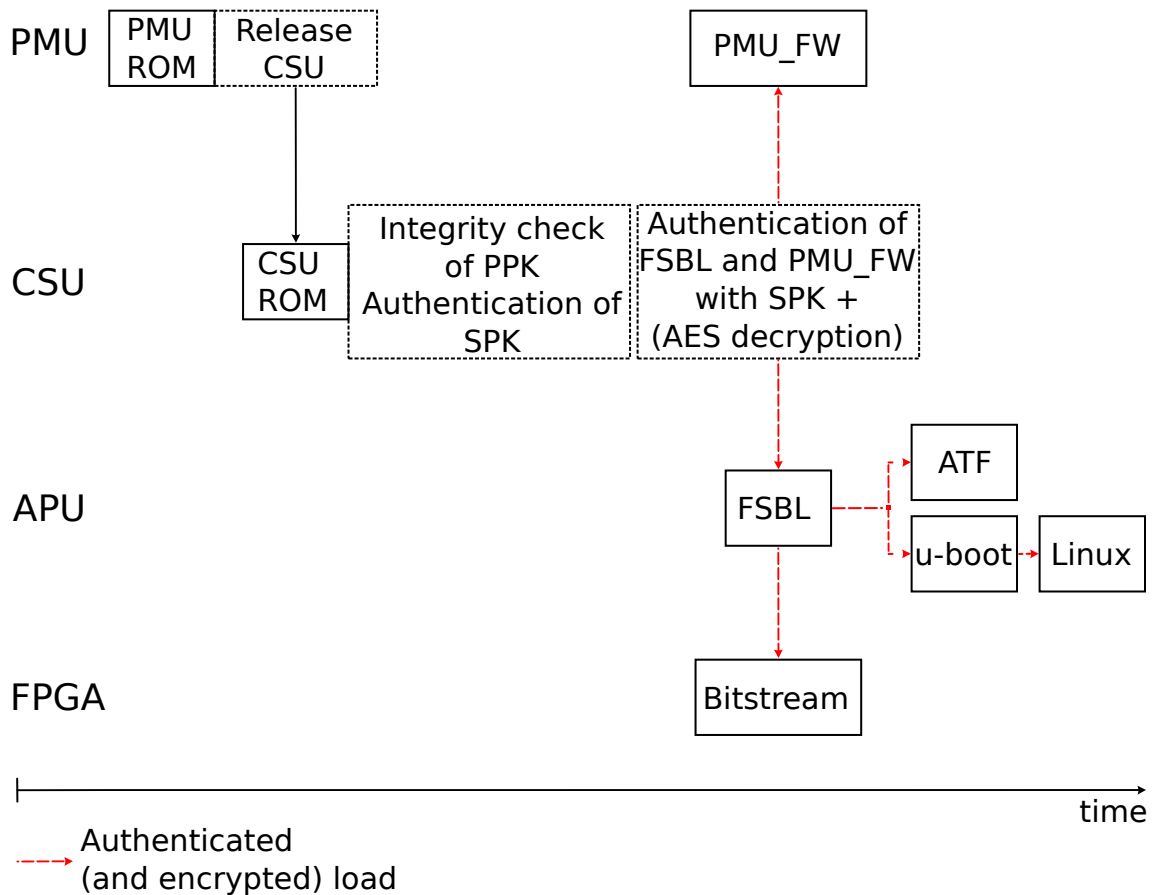 PMU
PMU
ROM
Release
CSU
PMU_FW
CSU
CSU
ROM
Integrity check
of PPK
Authentication of
SPK
Authentication of
FSBL and PMU_FW
with SPK +
(AES decryption)
APU
FSBL
ATF
u-boot
Linux
FPGA
Bitstream
time
Authenticated
(and encrypted) load